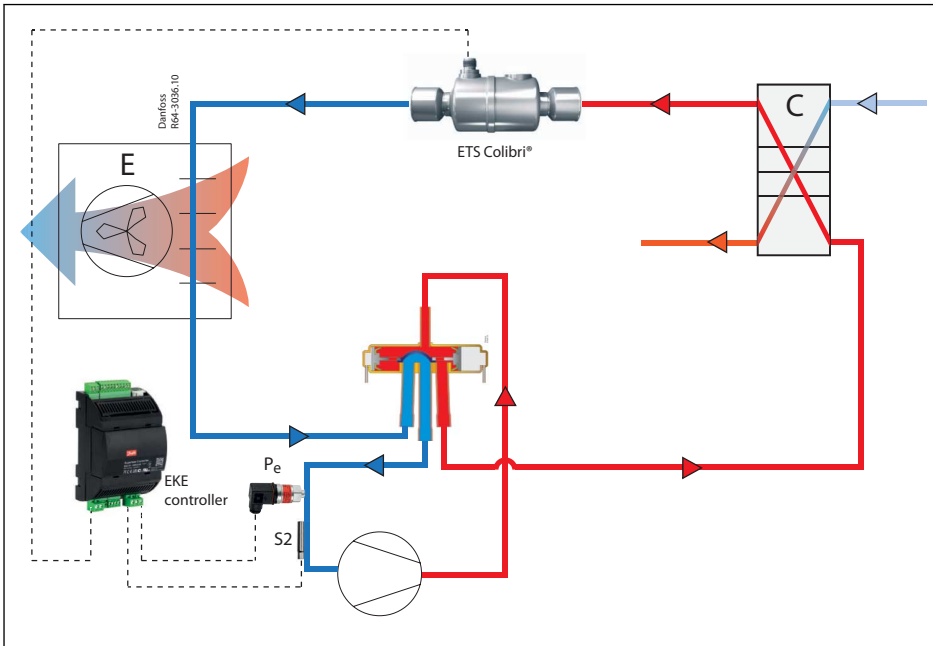 Danfoss
R64-3036.10
ETS Colibri®
C
E
EKE
controller
Pe
S2